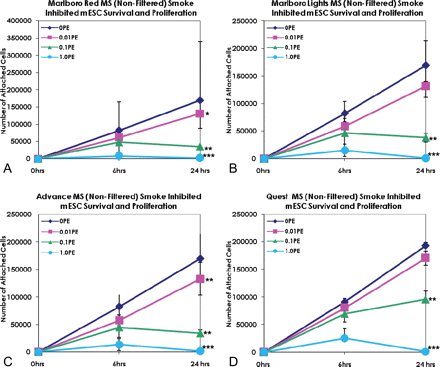 Marlboro Red MS (Non-Filtered) Smoke
Inhibited mESC Survival and Proliferation
400000
350000
300000
250000
200000
150000
100000
50000
0
Number of Attached Cells
0PE
0.01PE
0.1PE
1.0PE
*
**
***
0hrs
6hrs
24hrs
A
Marlboro Lights MS (Non-Filtered) Smoke
Inhibited mESC Survival and Proliferation
200000
150000
100000
50000
0
Number of Attached Cells
0PE
0.01PE
0.1PE
1.0PE
**
***
0hrs
6hrs
24 hrs
B
Advance MS (Non-Filtered) Smoke Inhibited
mESC Survival and Proliferation
200000
150000
100000
50000
0
Number of Attached Cells
0PE
0.01PE
0.1PE
1.0PE
**
**
***
0hrs
6hrs
24 hrs
C
Quest MS (Non-Filtered) Smoke Inhibited
mESC Survival and Proliferation
200000
150000
100000
50000
0
Number of Attached Cells
0PE
0.01PE
0.1PE
1.0PE
**
***
0hrs
6hrs
24 hrs
D